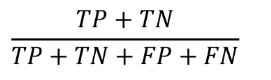 TP + TN
TP + TN + FP + FN